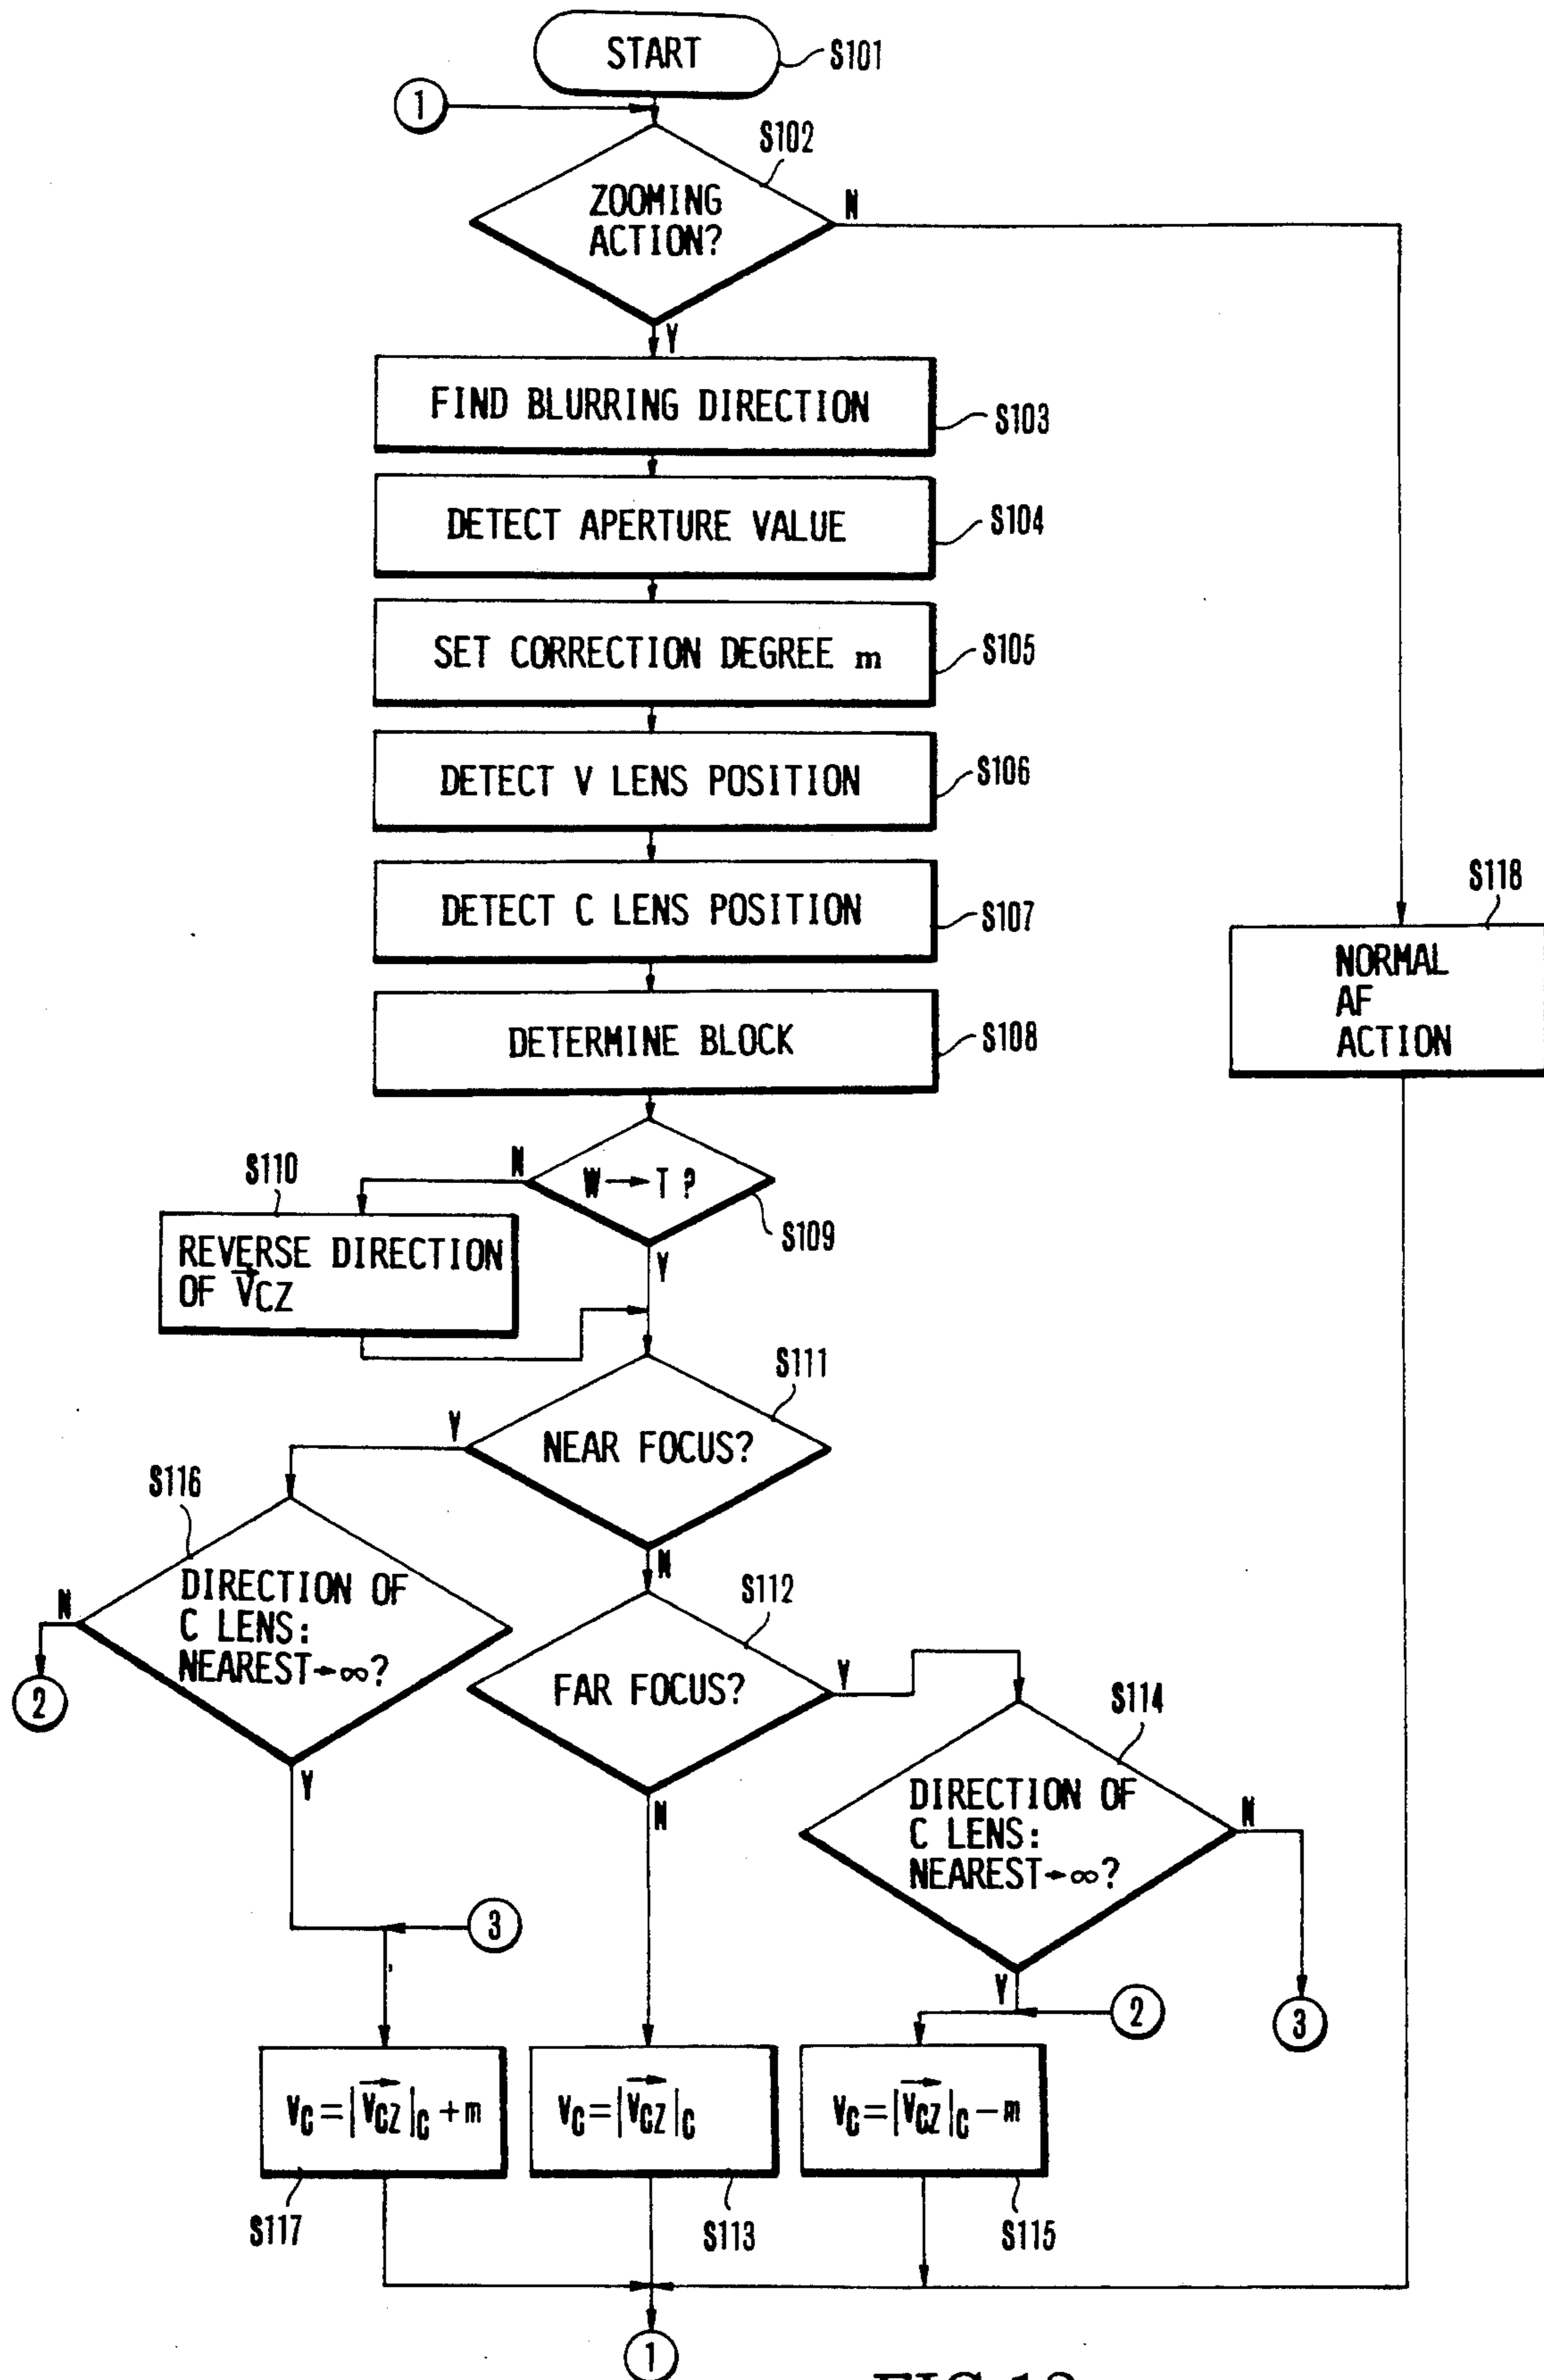 START
S101
1
S102
ZOOMING
ACTION?
N
Y
FIND BLURRING DIRECTION
S103
DETECT APERTURE VALUE
S104
SET CORRECTION DEGREE m
S105
DETECT V LENS POSITION
S106
DETECT C LENS POSITION
S107
S118
NORMAL
AF
ACTION
DETERMINE BLOCK
S108
N
W→T?
S109
S110
REVERSE DIRECTION
OF V⃗CZ
Y
S111
NEAR FOCUS?
Y
N
S116
DIRECTION OF
C LENS:
NEAREST→∞?
N
2
Y
S112
FAR FOCUS?
Y
N
S114
DIRECTION OF
C LENS:
NEAREST→∞?
N
Y
3
2
3
VC=|V⃗CZ|C+m
VC=|V⃗CZ|C
VC=|V⃗CZ|C−m
S117
S113
S115
1